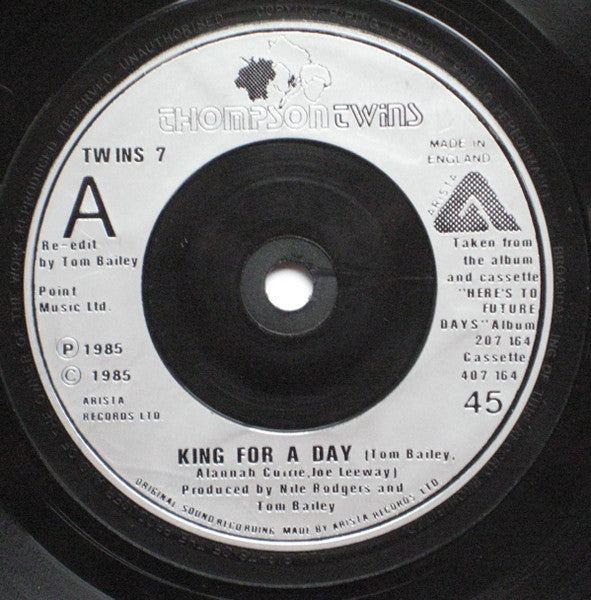 THOMPSON TWINS
TWINS 7
MADE IN
ENGLAND
A
ARISTA
Re-edit
by Tom Bailey
Point
Music Ltd.
Ⓟ 1985
© 1985
ARISTA
RECORDS LTD
Taken from
the album
and cassette
"HERE'S TO
FUTURE
DAYS" Album
207 164
Cassette
407 164
45
KING FOR A DAY (Tom Bailey,
Alannah Currie, Joe Leeway)
Produced by Nile Rodgers and
Tom Bailey
ORIGINAL SOUND RECORDING MADE BY ARISTA RECORDS LTD